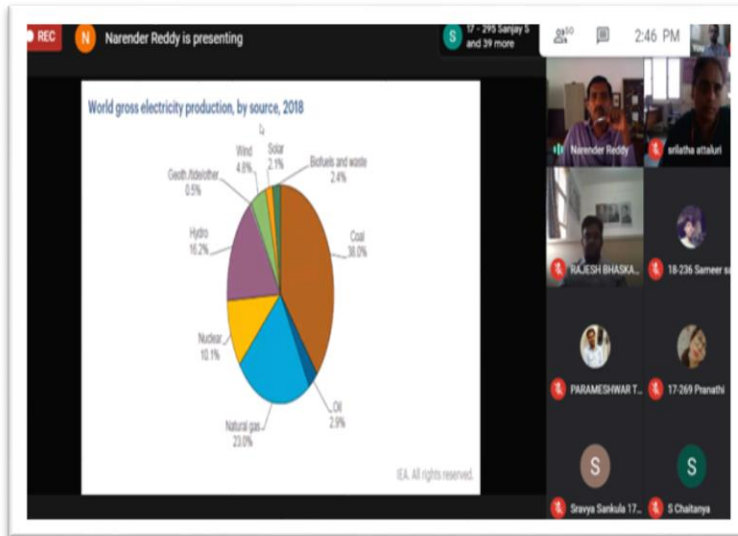 REC
N
Narender Reddy is presenting
S
17 - 295 Sanjay S
and 39 more
50
2:46 PM
You
World gross electricity production, by source, 2018
Wind
4.8%
Solar
2.1%
Biofuels and waste
2.4%
Geoth./tide/other
0.5%
Hydro
16.2%
Coal
38.0%
Nuclear
10.1%
Oil
2.9%
Natural gas
23.0%
IEA. All rights reserved.
Narender Reddy
srilatha attaluri
RAJESH BHASKA...
18-236 Sameer
PARAMESHWAR T...
17-269 Pranathi
S
S
Sravya Sankula 17...
S Chaitanya